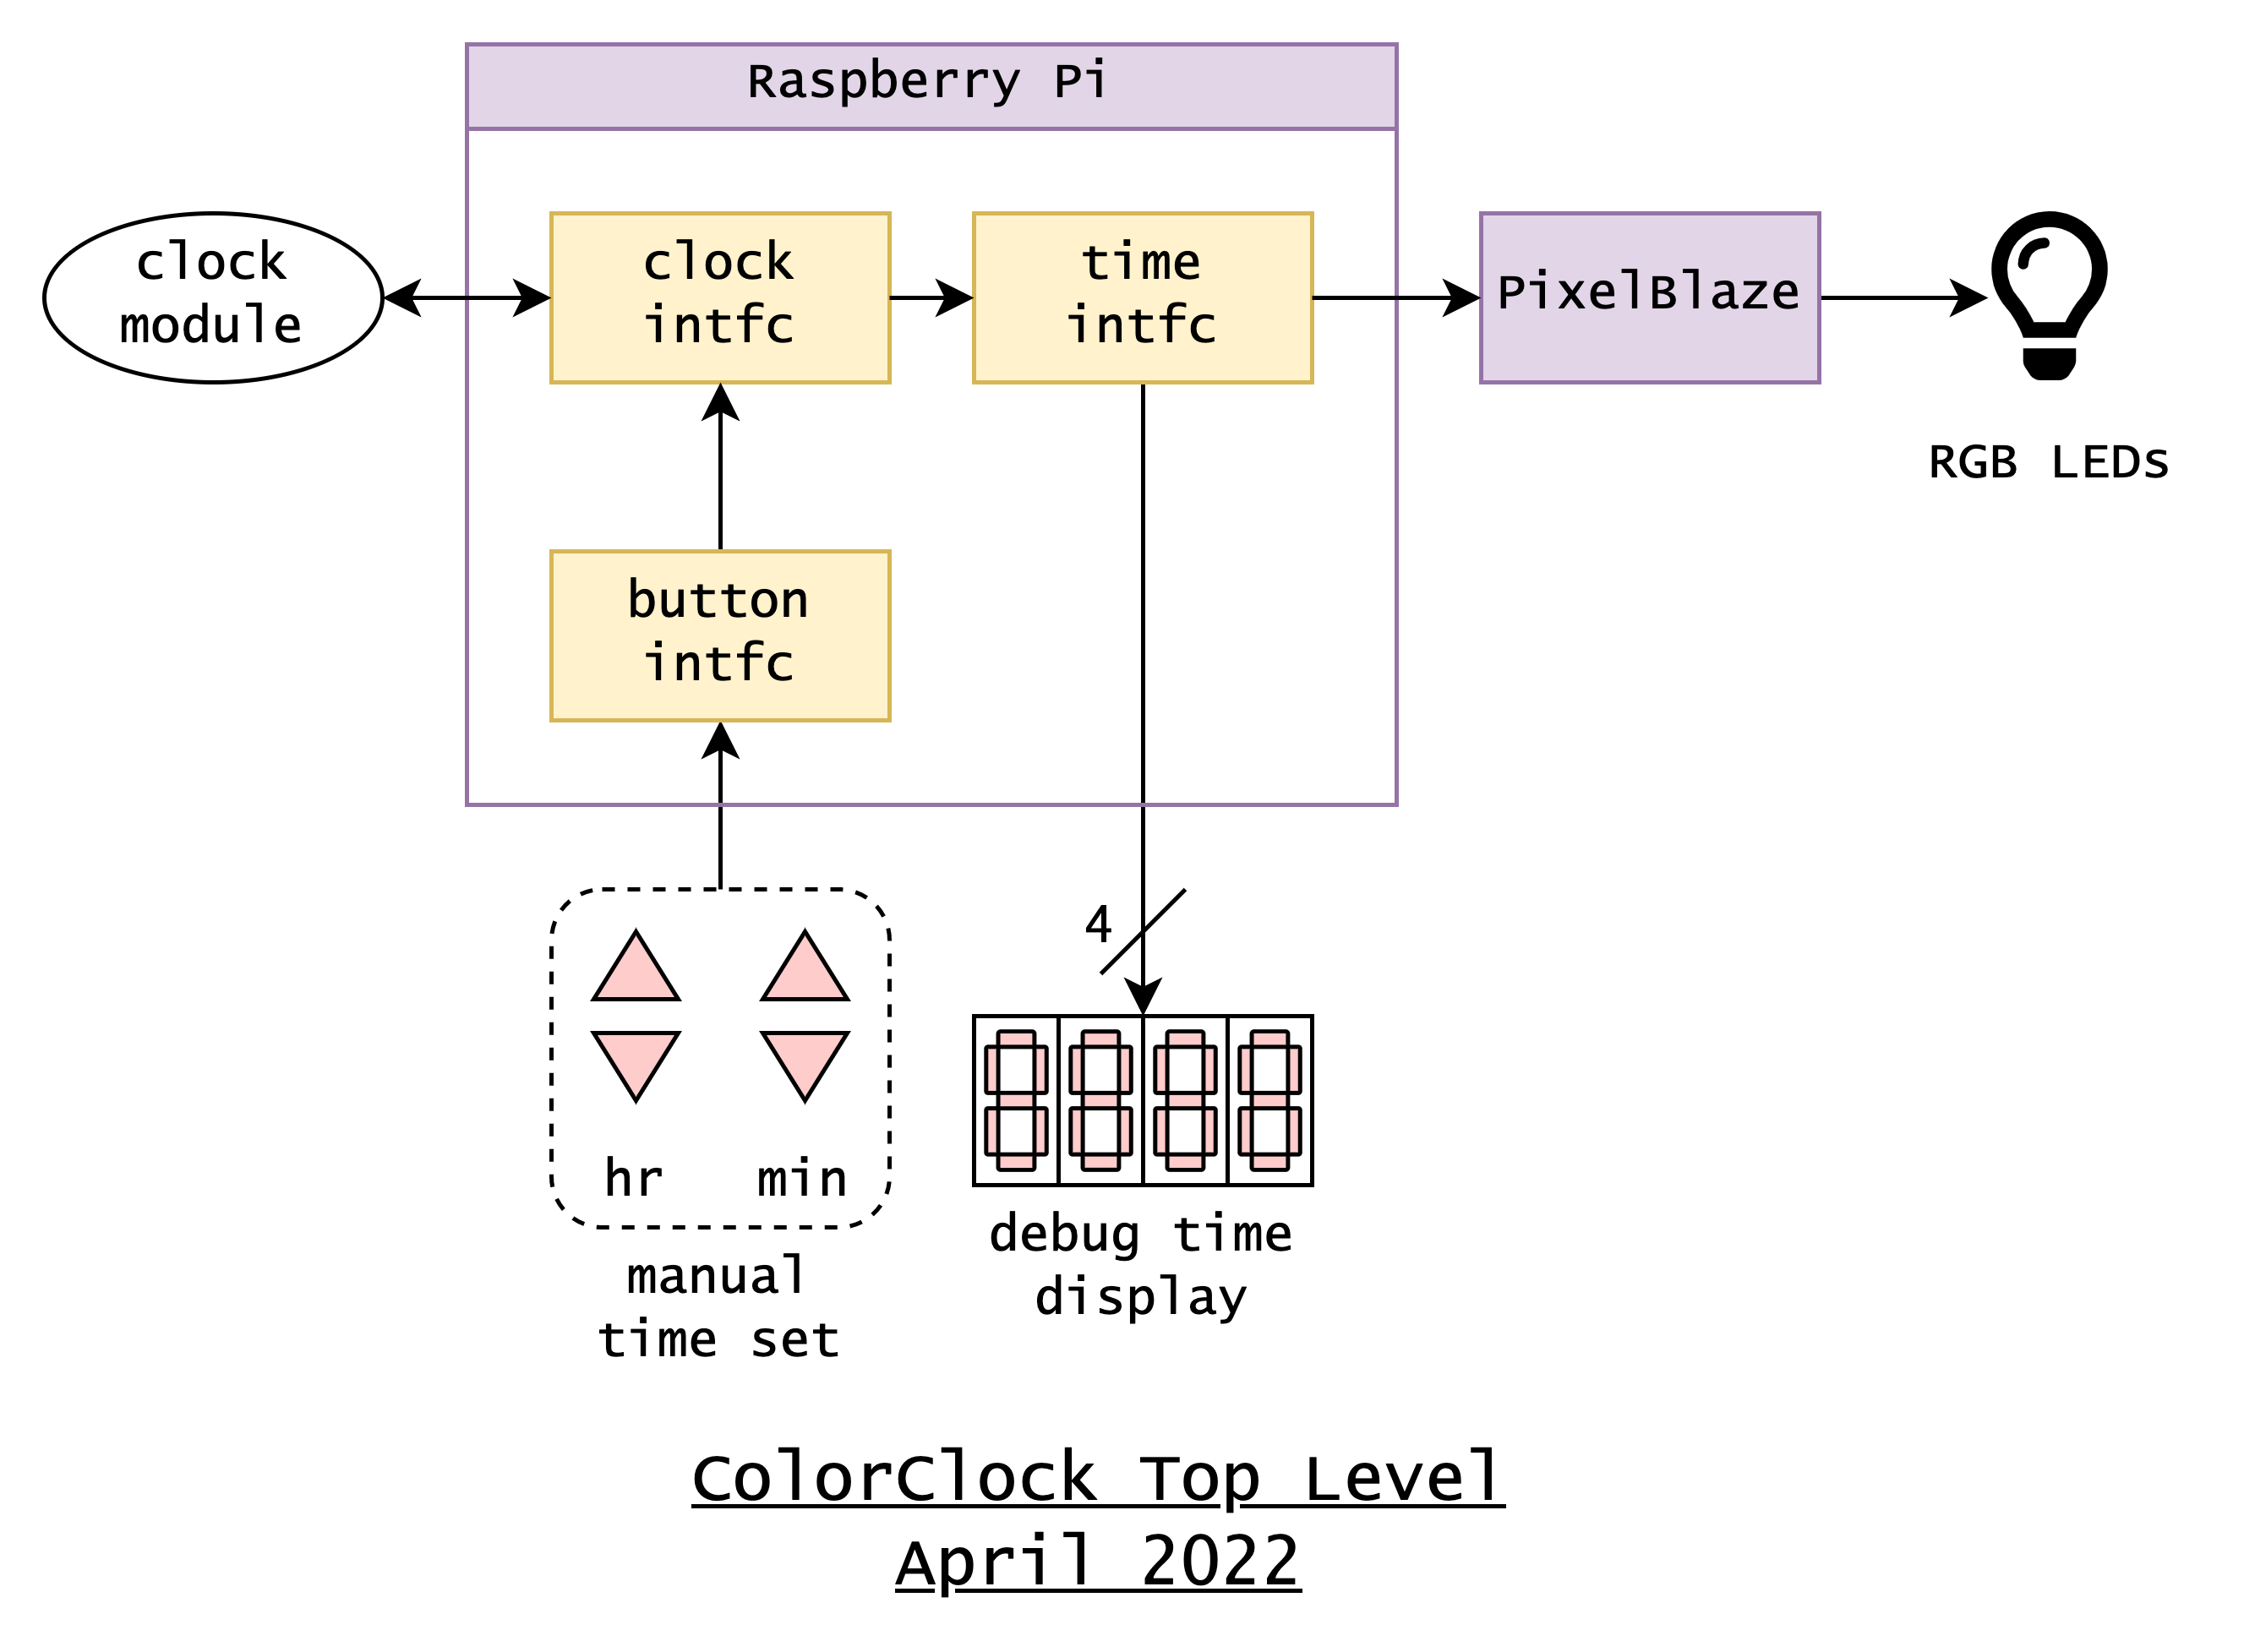 Raspberry Pi
clock
module
clock
intfc
time
intfc
PixelBlaze
RGB LEDs
button
intfc
4
hr
min
manual
time set
debug time
display
ColorClock Top Level
April 2022